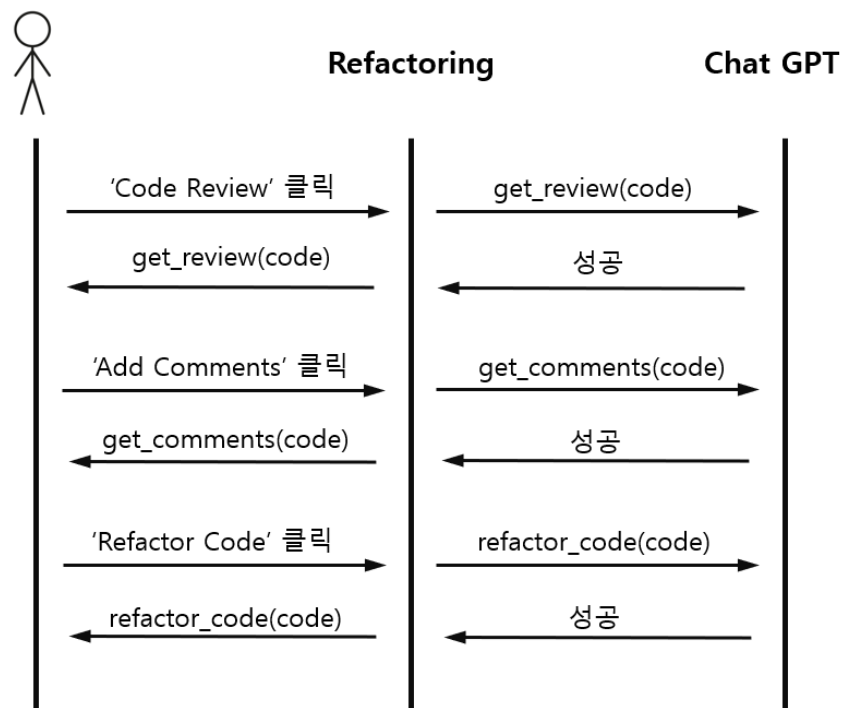 Refactoring
Chat GPT
‘Code Review’ 클릭
get_review(code)
get_review(code)
성공
‘Add Comments’ 클릭
get_comments(code)
get_comments(code)
성공
‘Refactor Code’ 클릭
refactor_code(code)
refactor_code(code)
성공